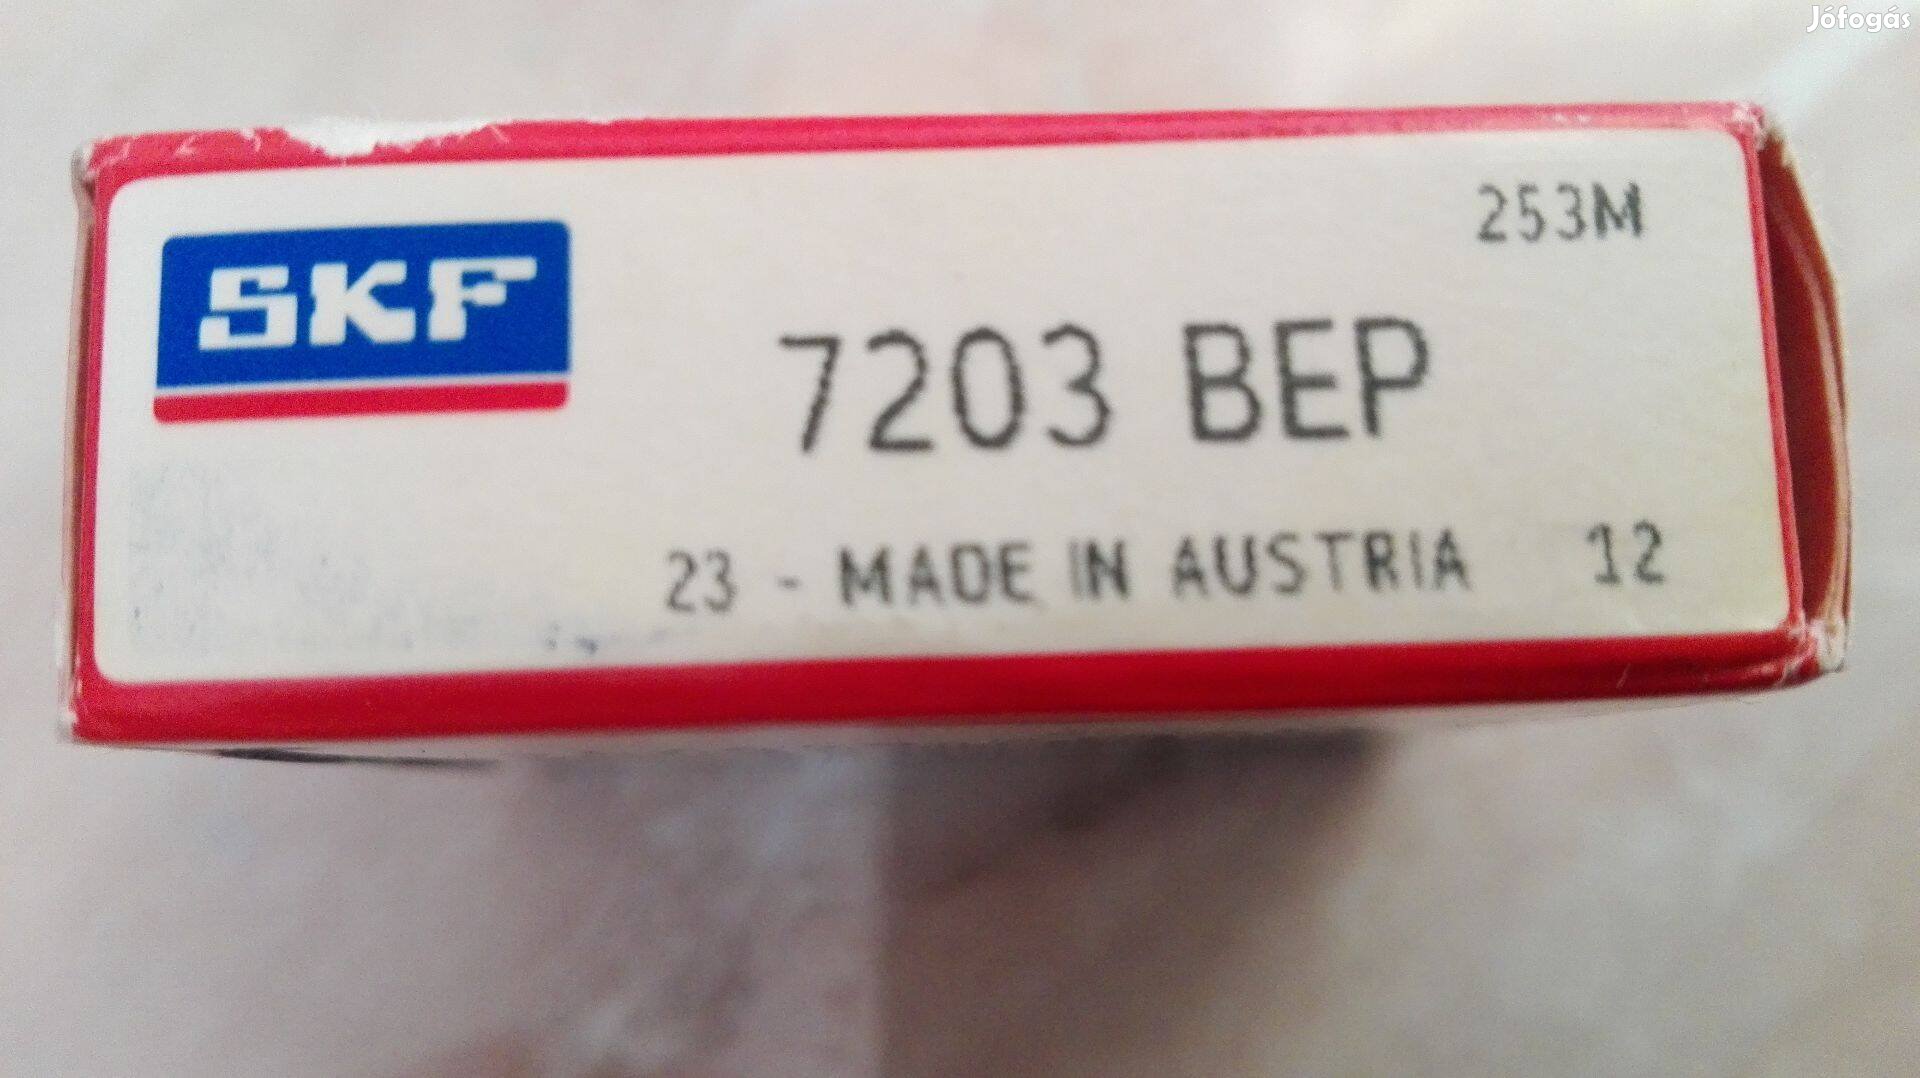 Jófogás
253M
SKF
7203 BEP
23 - MADE IN AUSTRIA 12